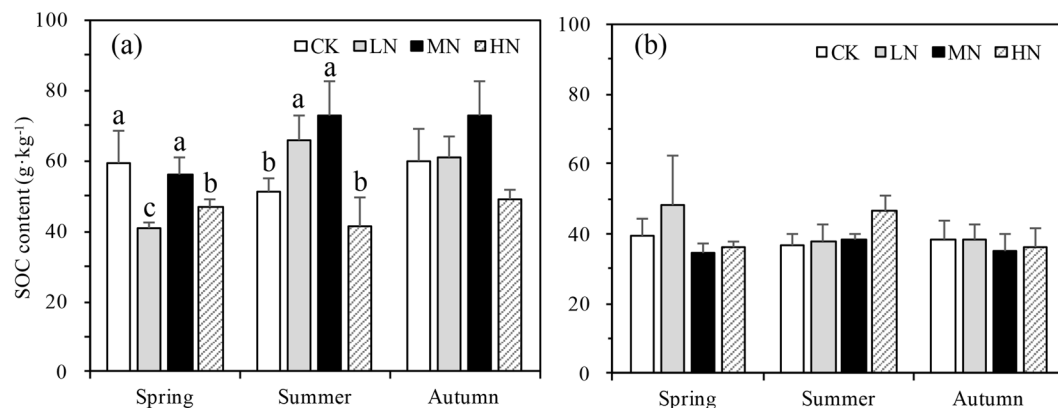 (a)
CK LN MN HN
SOC content (g·kg⁻¹)
100
80
60
40
20
0
a
c
a
b
b
a
a
b
Spring Summer Autumn
(b)
CK LN MN HN
100
80
60
40
20
0
Spring Summer Autumn